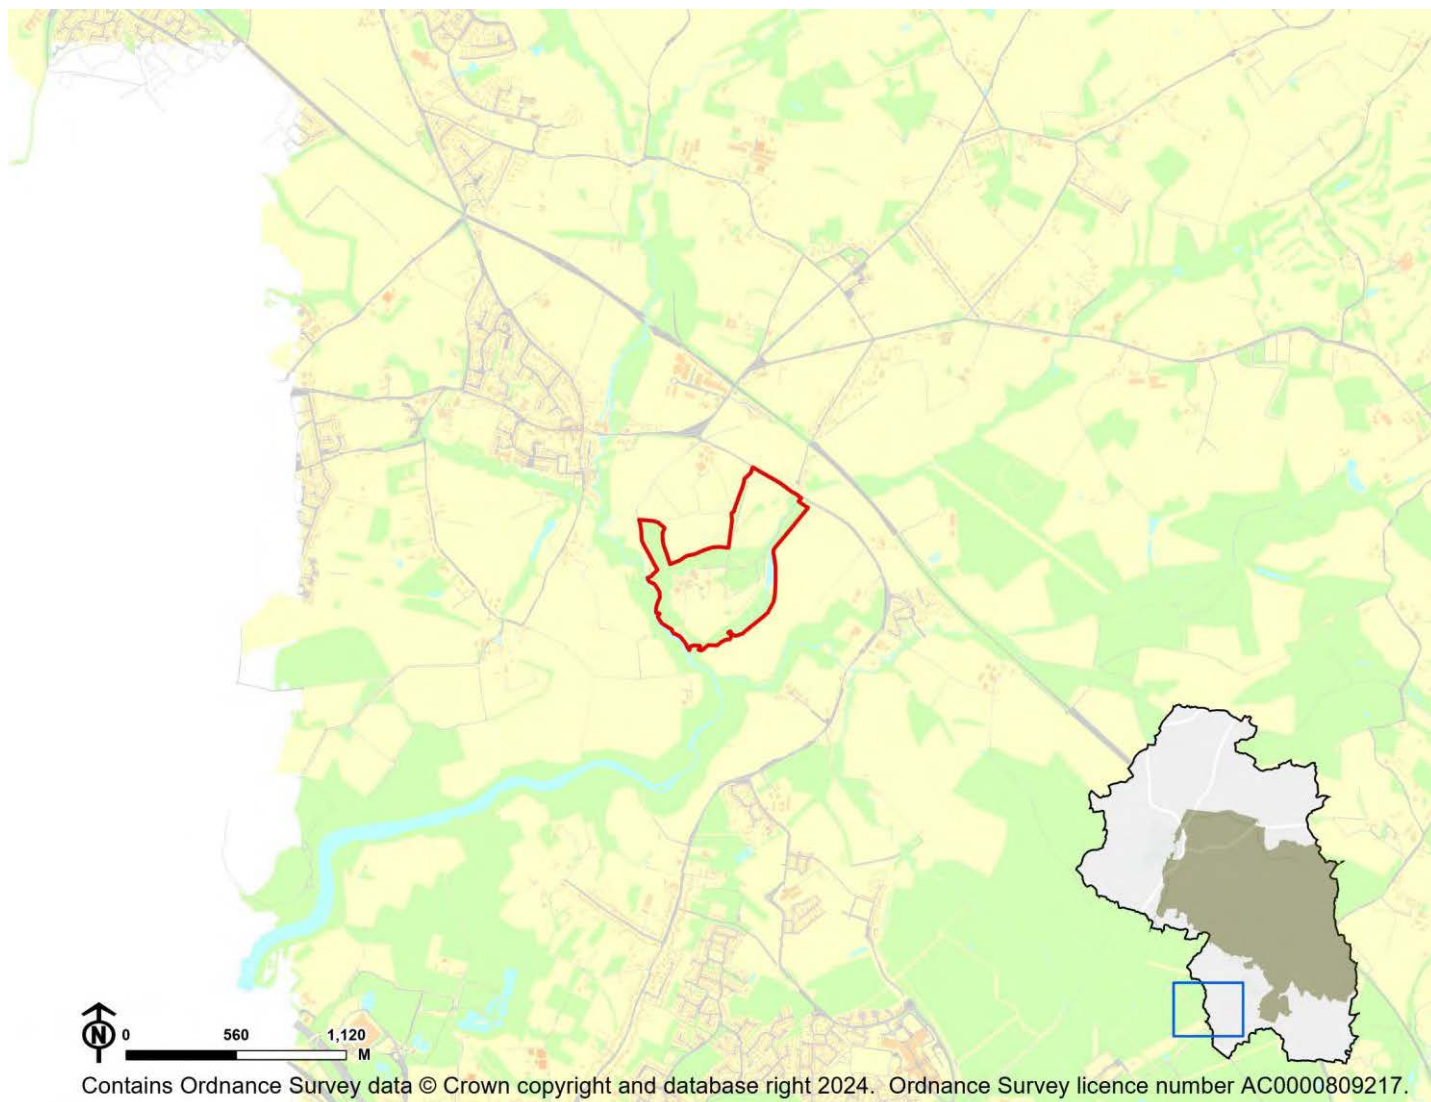 N
0 560 1,120
M
Contains Ordnance Survey data © Crown copyright and database right 2024. Ordnance Survey licence number AC0000809217.